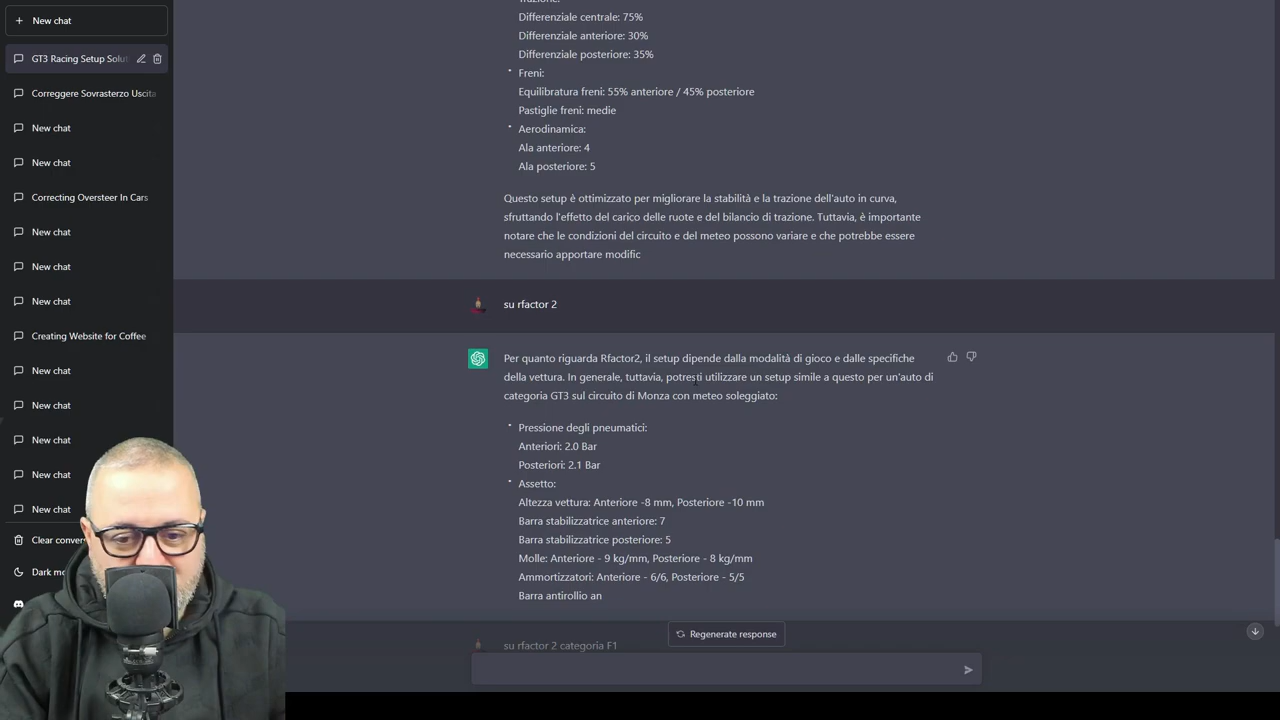 New chat
GT3 Racing Setup Solut
Correggere Sovrasterzo Uscita
New chat
New chat
Correcting Oversteer In Cars
New chat
New chat
New chat
Creating Website for Coffee
New chat
New chat
New chat
New chat
New chat
Clear conver
Dark mo
Differenziale centrale: 75%
Differenziale anteriore: 30%
Differenziale posteriore: 35%
Freni:
Equilibratura freni: 55% anteriore / 45% posteriore
Pastiglie freni: medie
Aerodinamica:
Ala anteriore: 4
Ala posteriore: 5
Questo setup è ottimizzato per migliorare la stabilità e la trazione dell'auto in curva,
sfruttando l'effetto del carico delle ruote e del bilancio di trazione. Tuttavia, è importante
notare che le condizioni del circuito e del meteo possono variare e che potrebbe essere
necessario apportare modific
su rfactor 2
Per quanto riguarda Rfactor2, il setup dipende dalla modalità di gioco e dalle specifiche
della vettura. In generale, tuttavia, potresti utilizzare un setup simile a questo per un'auto di
categoria GT3 sul circuito di Monza con meteo soleggiato:
Pressione degli pneumatici:
Anteriori: 2.0 Bar
Posteriori: 2.1 Bar
Assetto:
Altezza vettura: Anteriore -8 mm, Posteriore -10 mm
Barra stabilizzatrice anteriore: 7
Barra stabilizzatrice posteriore: 5
Molle: Anteriore - 9 kg/mm, Posteriore - 8 kg/mm
Ammortizzatori: Anteriore - 6/6, Posteriore - 5/5
Barra antirollio an
Regenerate response
su rfactor 2 categoria F1